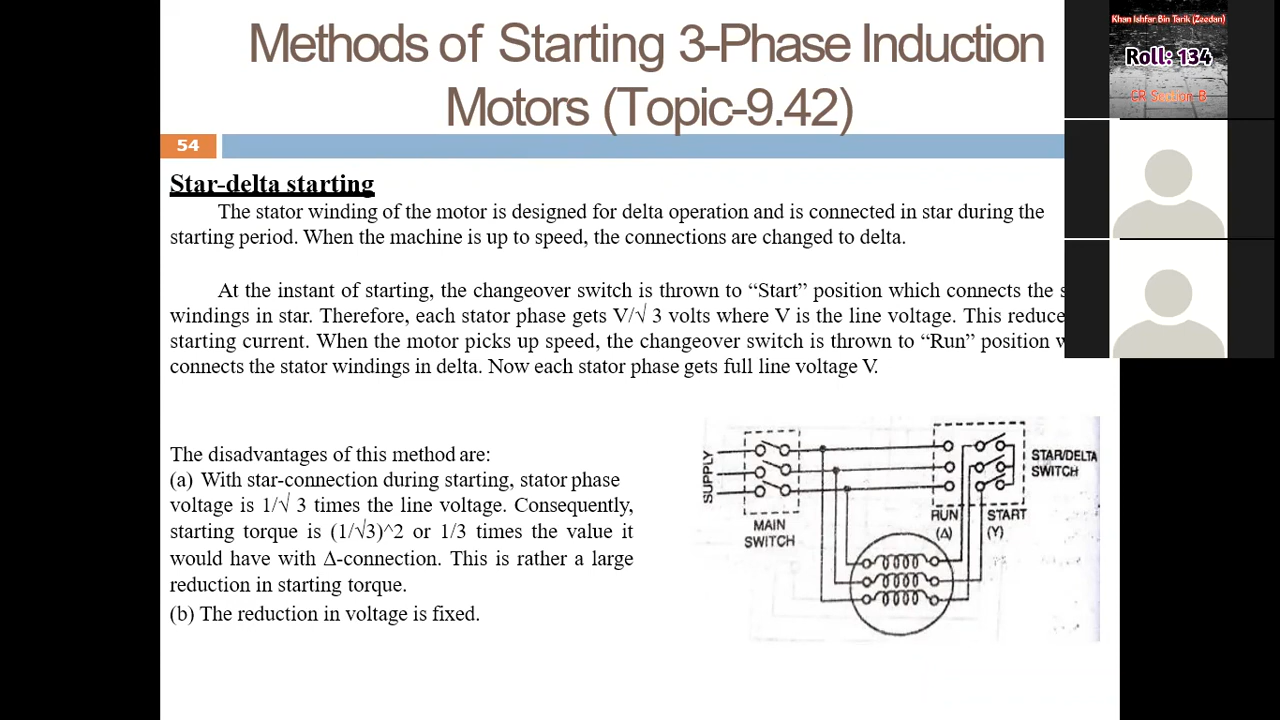 Methods of Starting 3-Phase Induction
Motors (Topic-9.42)
54
Star-delta starting
The stator winding of the motor is designed for delta operation and is connected in star during the
starting period. When the machine is up to speed, the connections are changed to delta.
At the instant of starting, the changeover switch is thrown to “Start” position which connects the
windings in star. Therefore, each stator phase gets V/√ 3 volts where V is the line voltage. This
starting current. When the motor picks up speed, the changeover switch is thrown to “Run” position
connects the stator windings in delta. Now each stator phase gets full line voltage V.
The disadvantages of this method are:
(a) With star-connection during starting, stator phase
voltage is 1/√ 3 times the line voltage. Consequently,
starting torque is (1/√3)^2 or 1/3 times the value it
would have with Δ-connection. This is rather a large
reduction in starting torque.
(b) The reduction in voltage is fixed.
SUPPLY
MAIN
SWITCH
RUN
(Δ)
START
(Y)
STAR/DELTA
SWITCH
Khan Ishfar Bin Tarik (Zeedan)
Roll: 134
CR Section B